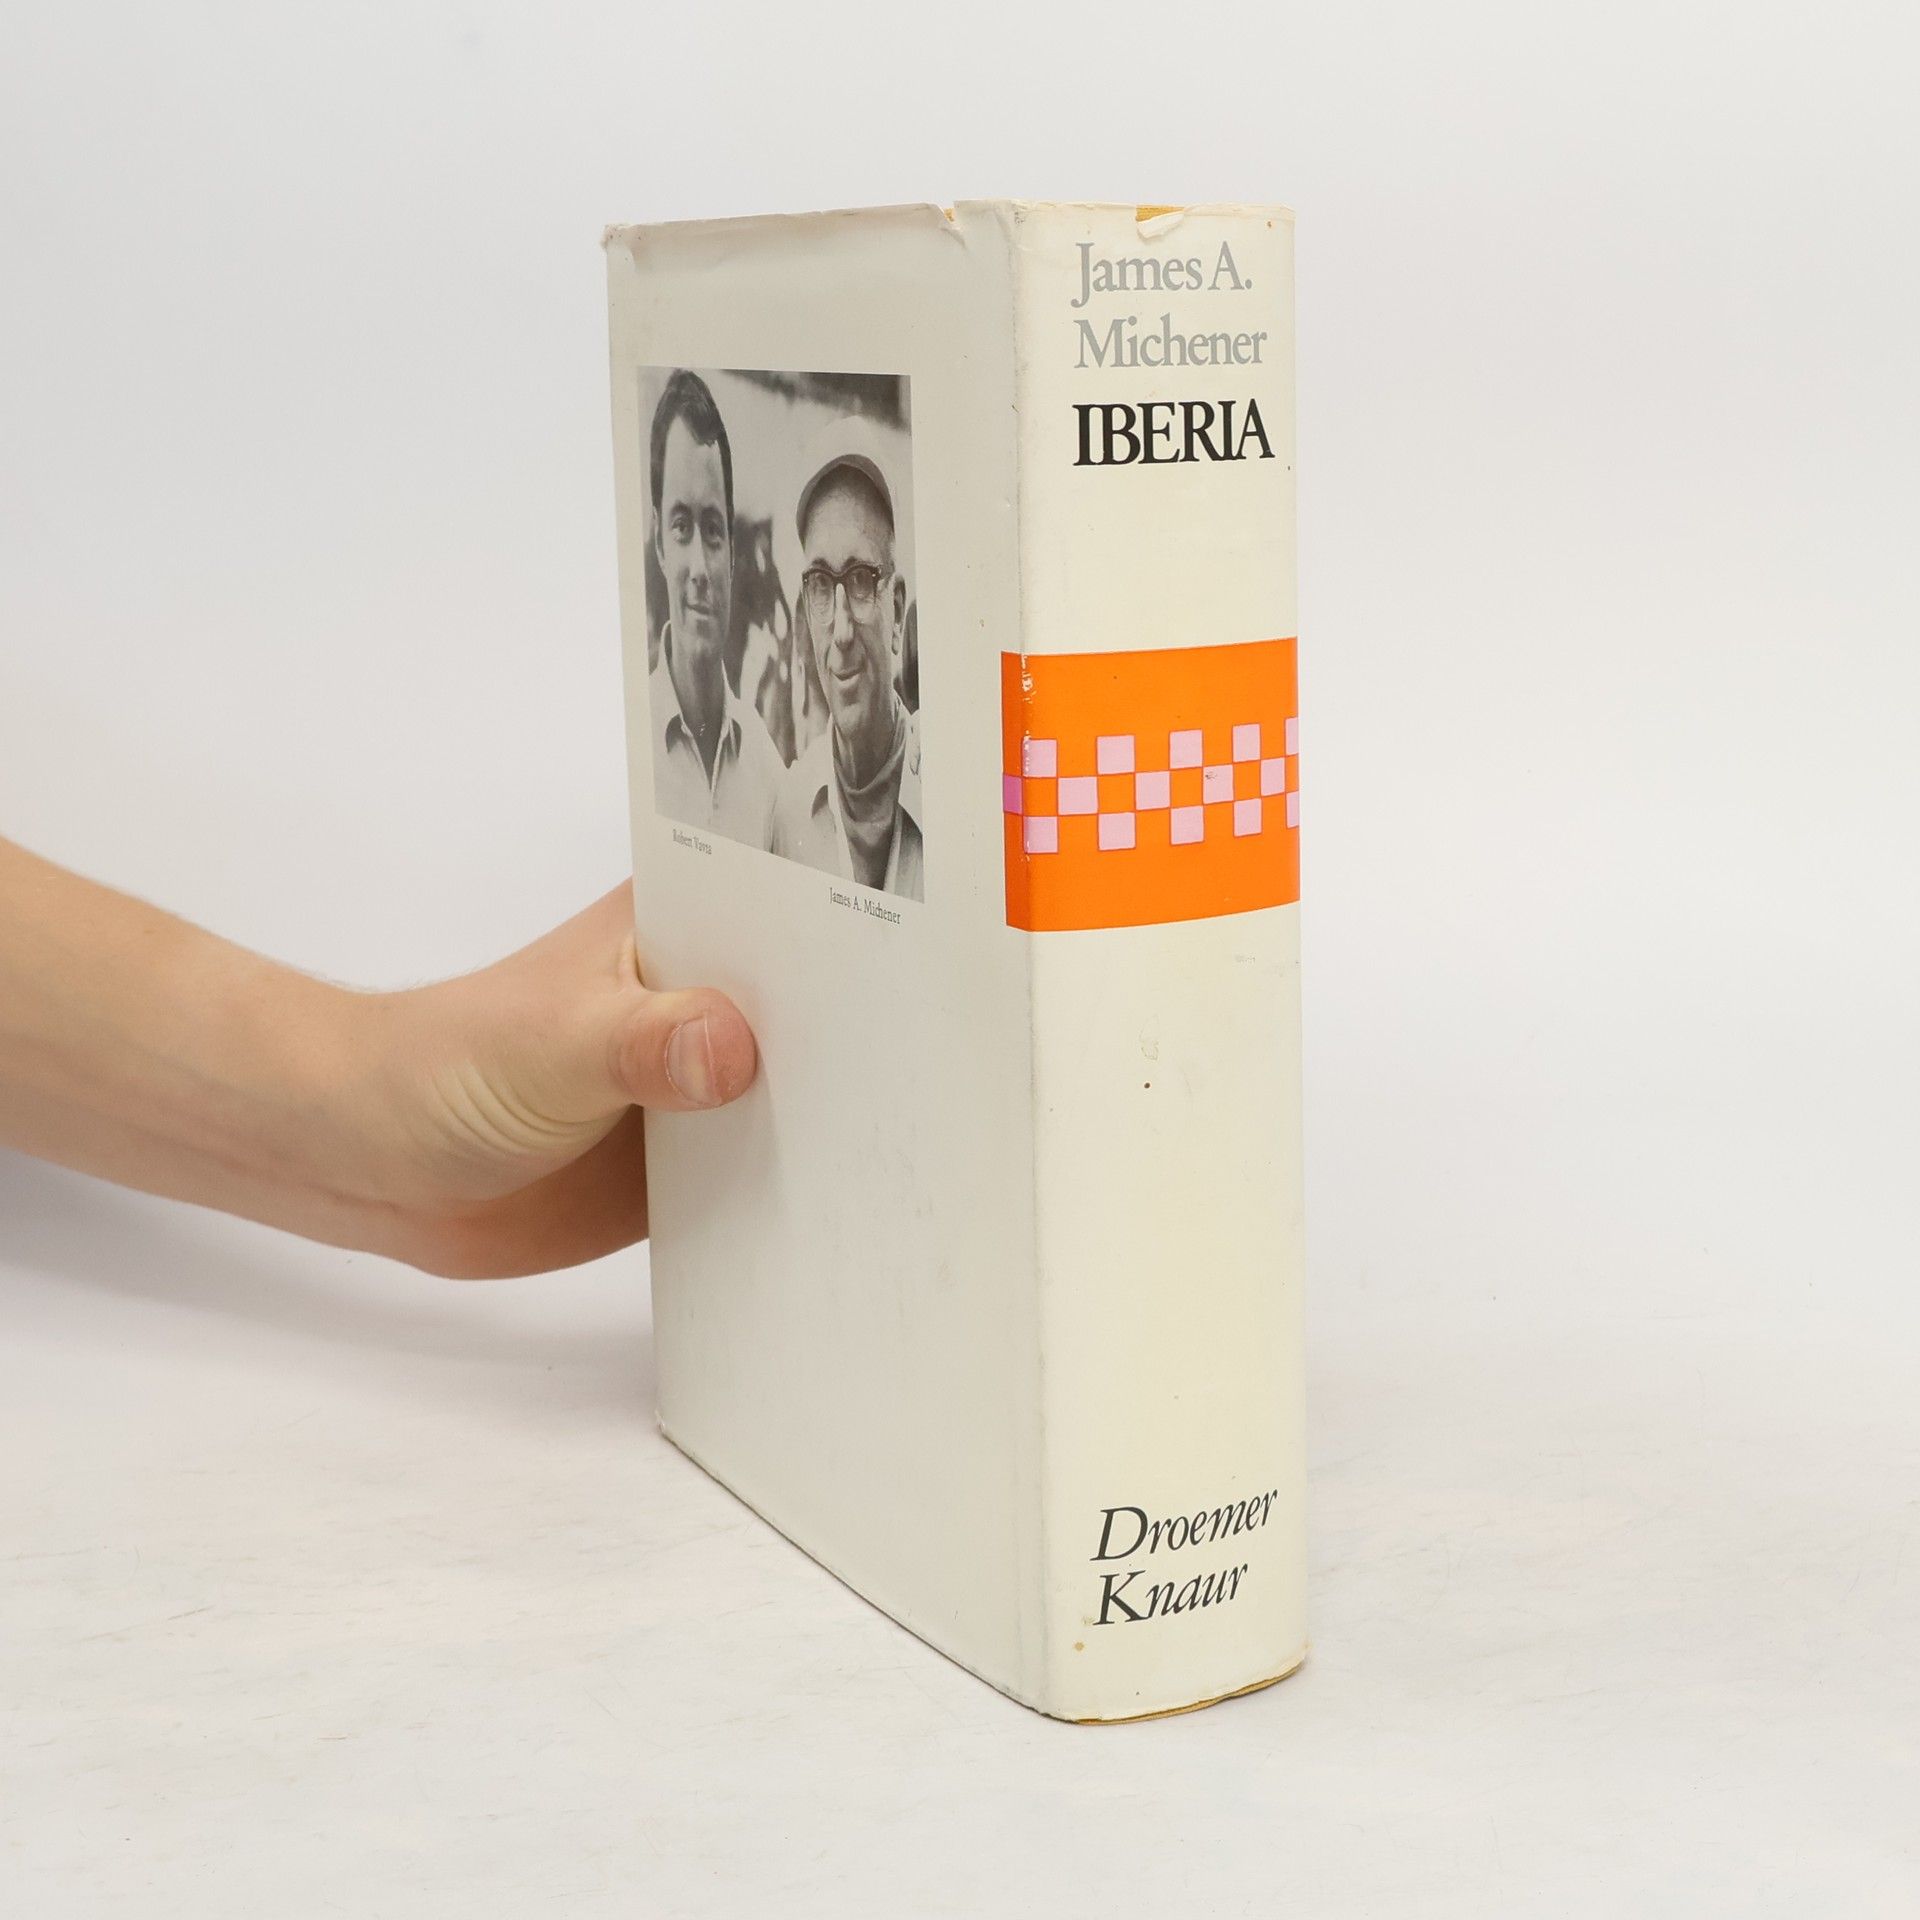 James A.
Michener
IBERIA
Robert Vavra
James A. Michener
Droemer
Knaur